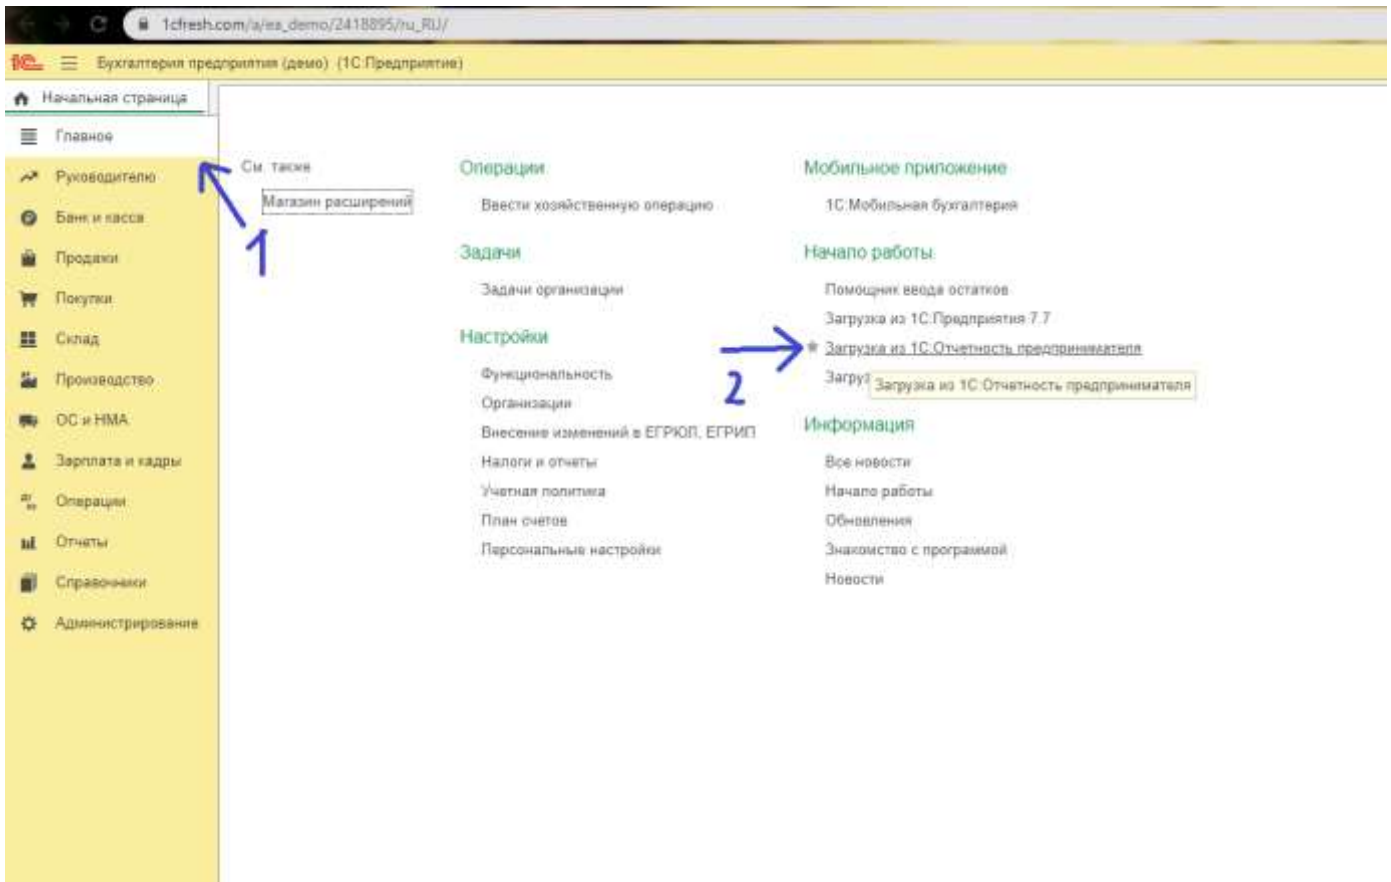 1cfresh.com/a/ea_demo/2418895/ru_RU/
1С Бухгалтерия предприятия (демо) (1С:Предприятие)
Начальная страница
Главное
Руководителю
Банк и касса
Продажи
Покупки
Склад
Производство
ОС и НМА
Зарплата и кадры
Операции
Отчеты
Справочники
Администрирование
1
См. также
Магазин расширений
Операции
Ввести хозяйственную операцию
Задачи
Задачи организации
Настройки
Функциональность
Организации
Внесение изменений в ЕГРЮЛ, ЕГРИП
Налоги и отчеты
Учетная политика
План счетов
Персональные настройки
2
Мобильное приложение
1С:Мобильная бухгалтерия
Начало работы
Помощник ввода остатков
Загрузка из 1С:Предприятия 7.7
Загрузка из 1С:Отчетность предпринимателя
Загруз
Загрузка из 1С:Отчетность предпринимателя
Информация
Все новости
Начало работы
Обновления
Знакомство с программой
Новости